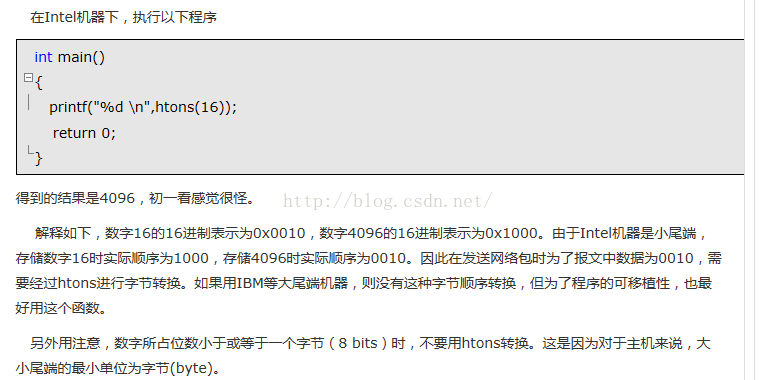 在Intel机器下，执行以下程序
int main()
{
printf("%d \n",htons(16));
return 0;
}
得到的结果是4096，初一看感觉很怪。
http://blog.csdn.net/
解释如下，数字16的16进制表示为0x0010，数字4096的16进制表示为0x1000。由于Intel机器是小尾端，
存储数字16时实际顺序为1000，存储4096时实际顺序为0010。因此在发送网络包时为了报文中数据为0010，需
要经过htons进行字节转换。如果用IBM等大尾端机器，则没有这种字节顺序转换，但为了程序的可移植性，也最
好用这个函数。
另外用注意，数字所占位数小于或等于一个字节（8 bits）时，不要用htons转换。这是因为对于主机来说，大
小尾端的最小单位为字节(byte)。